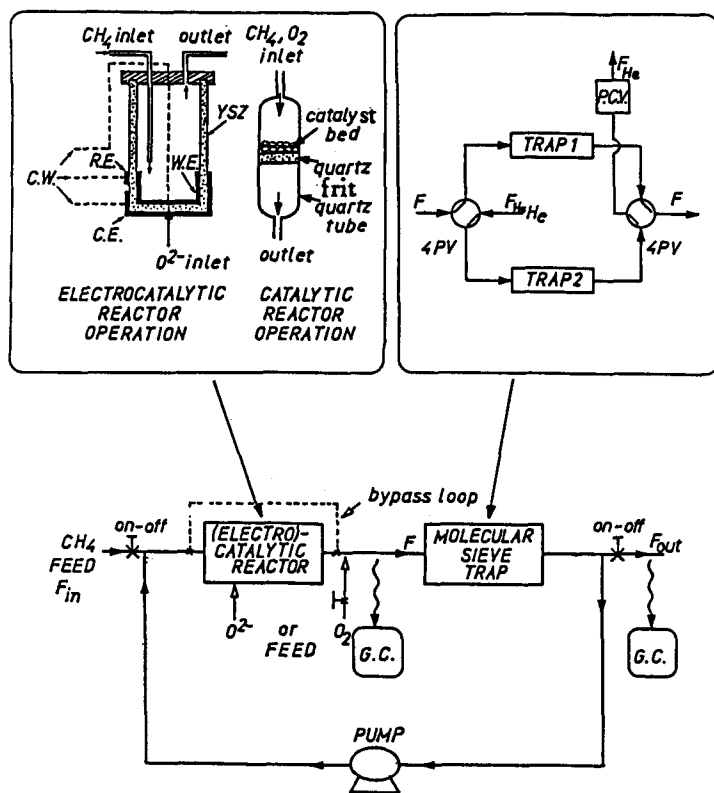 CH4 inlet
outlet
CH4, O2
inlet
YSZ
catalyst
bed
R.E.
W.E.
C.W.
quartz
frit
quartz
tube
C.E.
O2- inlet
outlet
ELECTROCATALYTIC
REACTOR
OPERATION
CATALYTIC
REACTOR
OPERATION
FHe
P.C.V.
TRAP 1
F
He
F
4PV
4PV
TRAP 2
bypass loop
on-off
(ELECTRO)-
CATALYTIC
REACTOR
F
MOLECULAR
SIEVE
TRAP
on-off
Fout
CH4
FEED
Fin
O2- or O2
FEED
G.C.
G.C.
PUMP